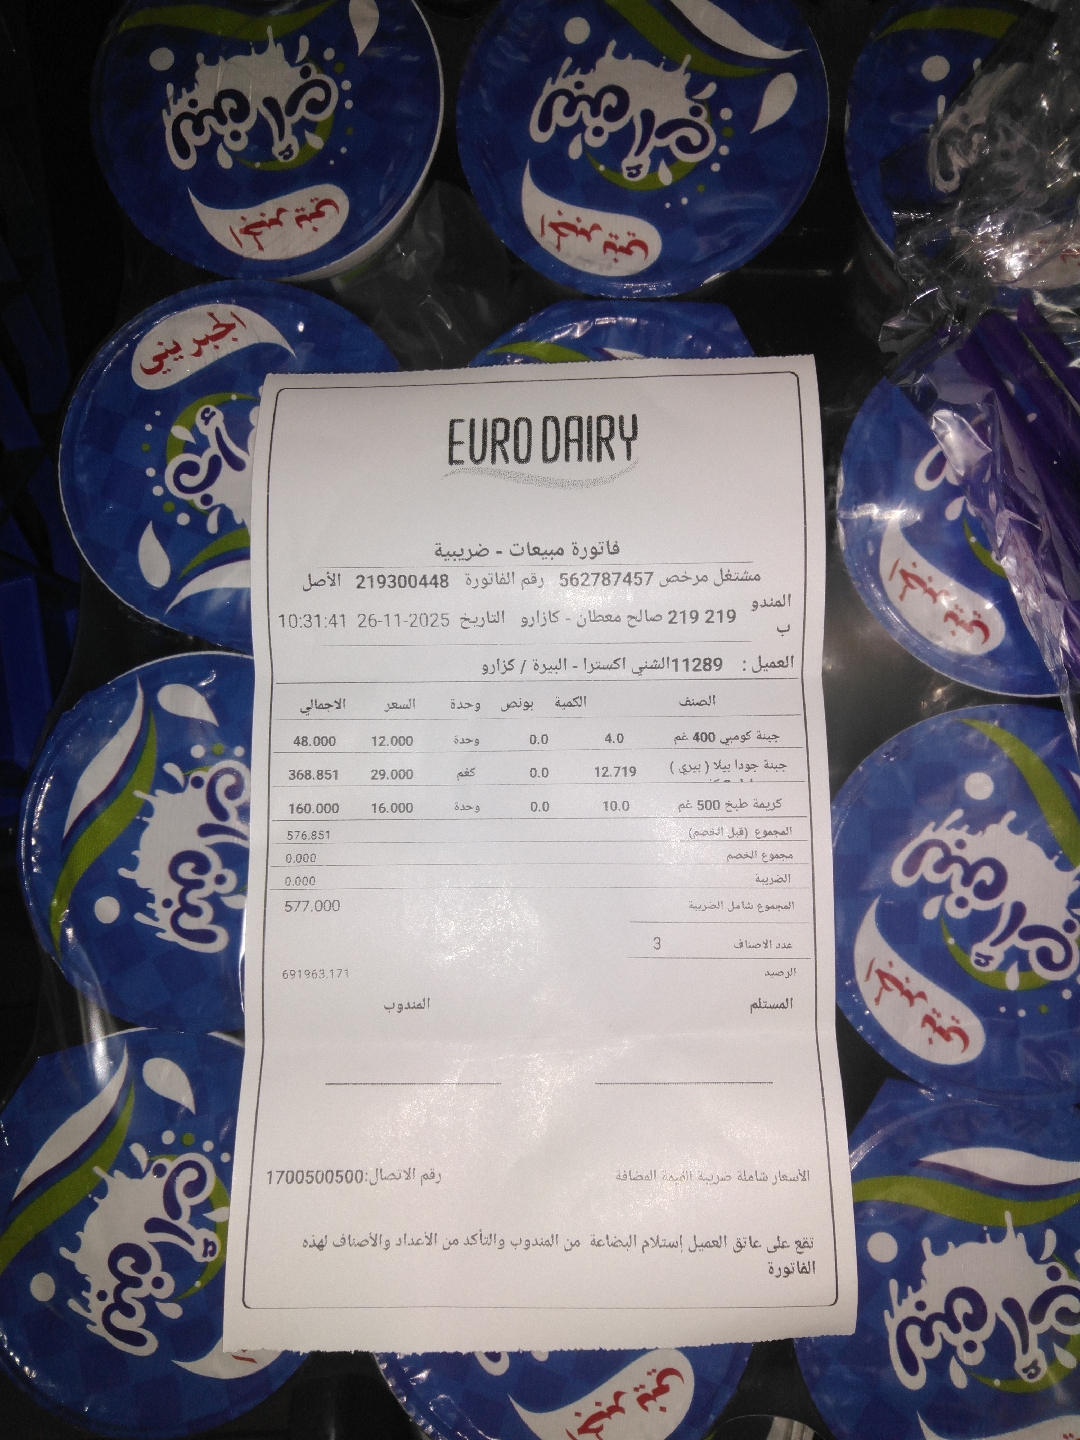 لبن أب
الجبريني
EURO DAIRY
فاتورة مبيعات - ضريبية
مشتغل مرخص 562787457 رقم الفاتورة 219300448 الأصل
المندوب 219 219 صالح معطان - كازارو التاريخ 26-11-2025 10:31:41
العميل : 11289الشني اكسترا - البيرة / كزارو
الصنف الكمية بونص وحدة السعر الاجمالي
جبنة كومبي 400 غم 4.0 0.0 وحدة 12.000 48.000
جبنة جودا بيلا ( بيري ) 12.719 0.0 كغم 29.000 368.851
كريمة طبخ 500 غم 10.0 0.0 وحدة 16.000 160.000
المجموع (قبل الخصم) 576.851
مجموع الخصم 0.000
الضريبة 0.000
المجموع شامل الضريبة 577.000
عدد الاصناف 3
الرصيد 691963.171
المستلم المندوب
الأسعار شاملة ضريبة القيمة المضافة رقم الاتصال:1700500500
تقع على عاتق العميل إستلام البضاعة من المندوب والتأكد من الأعداد والأصناف لهذه
الفاتورة